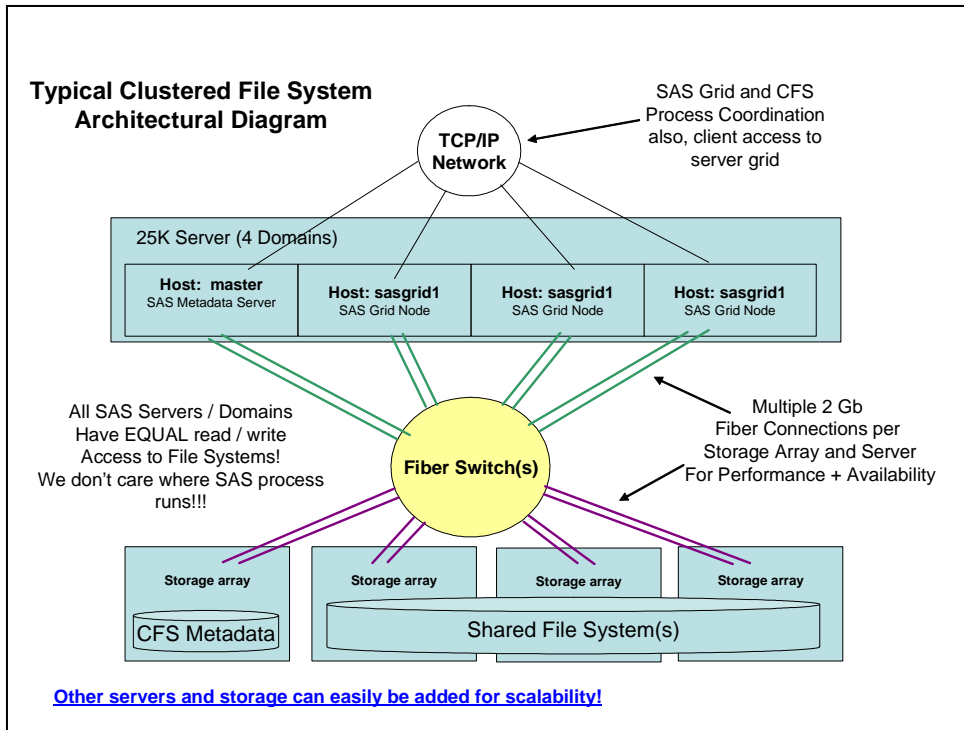 Typical Clustered File System
Architectural Diagram
SAS Grid and CFS
Process Coordination
also, client access to
server grid
TCP/IP
Network
25K Server (4 Domains)
Host: master
SAS Metadata Server
Host: sasgrid1
SAS Grid Node
Host: sasgrid1
SAS Grid Node
Host: sasgrid1
SAS Grid Node
All SAS Servers / Domains
Have EQUAL read / write
Access to File Systems!
We don’t care where SAS process
runs!!!
Fiber Switch(s)
Multiple 2 Gb
Fiber Connections per
Storage Array and Server
For Performance + Availability
Storage array
Storage array
Storage array
Storage array
CFS Metadata
Shared File System(s)
Other servers and storage can easily be added for scalability!